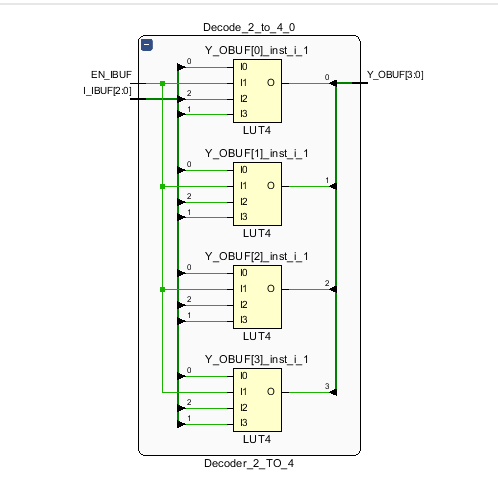 Decode_2_to_4_0
Y_OBUF[0]_inst_i_1
EN_IBUF
I_IBUF[2:0]
0
I0
I1
2
I2
1
I3
O
0
Y_OBUF[3:0]
LUT4
Y_OBUF[1]_inst_i_1
0
I0
I1
2
I2
1
I3
O
1
LUT4
Y_OBUF[2]_inst_i_1
0
I0
I1
2
I2
1
I3
O
2
LUT4
Y_OBUF[3]_inst_i_1
0
I0
I1
2
I2
1
I3
O
3
LUT4
Decoder_2_TO_4